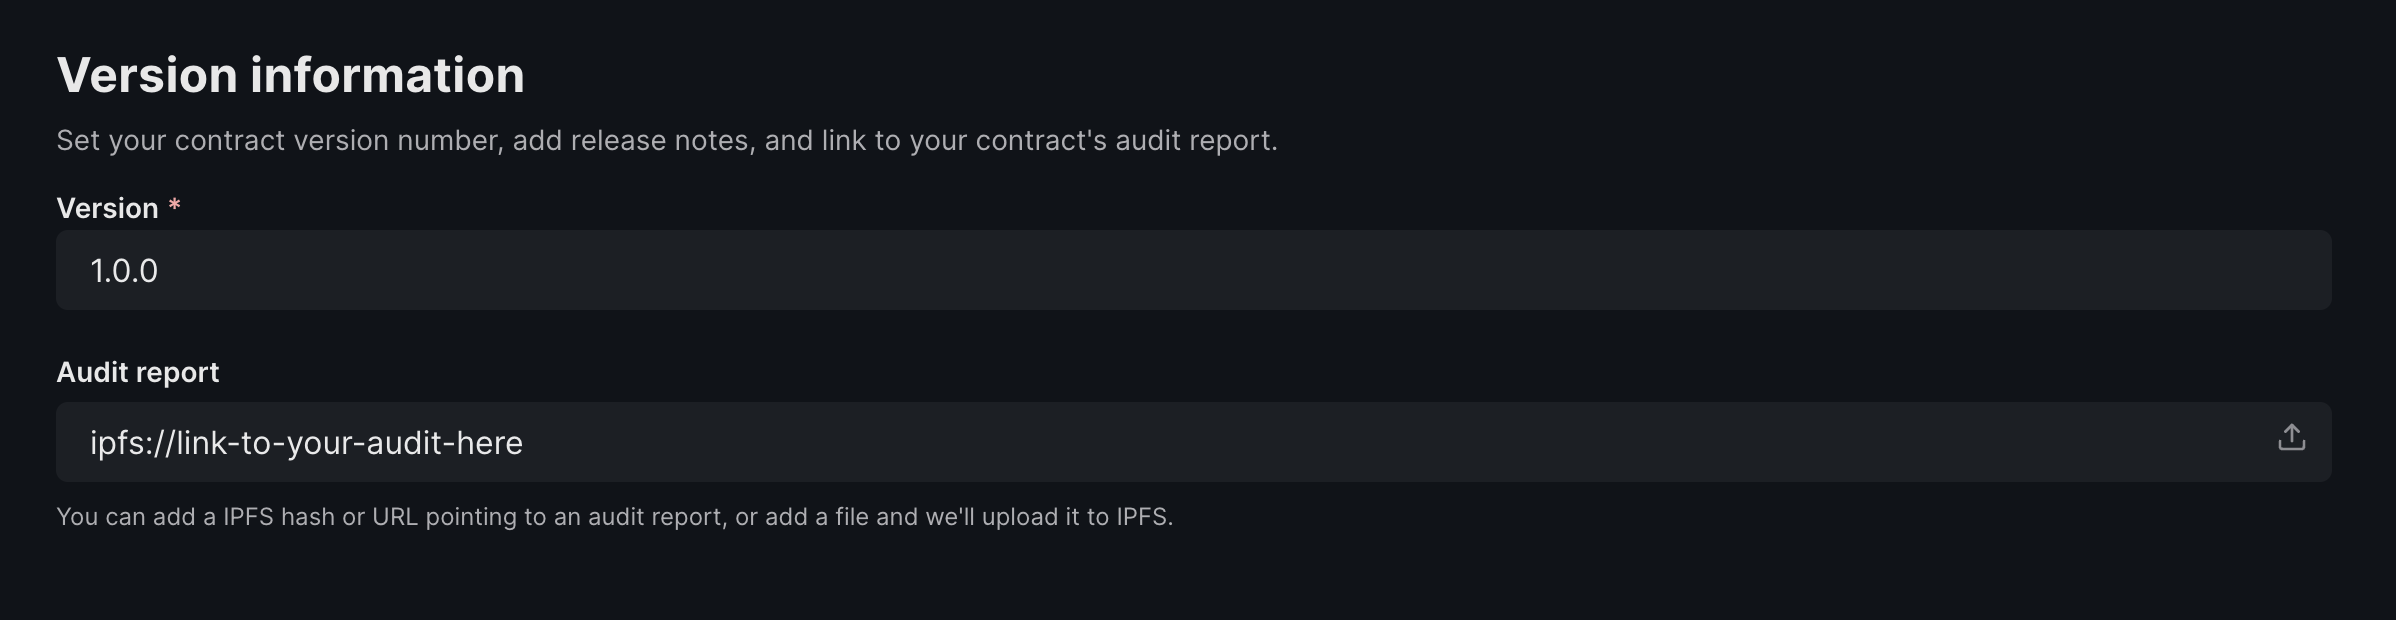 Version information
Set your contract version number, add release notes, and link to your contract's audit report.
Version *
1.0.0
Audit report
ipfs://link-to-your-audit-here
You can add a IPFS hash or URL pointing to an audit report, or add a file and we'll upload it to IPFS.